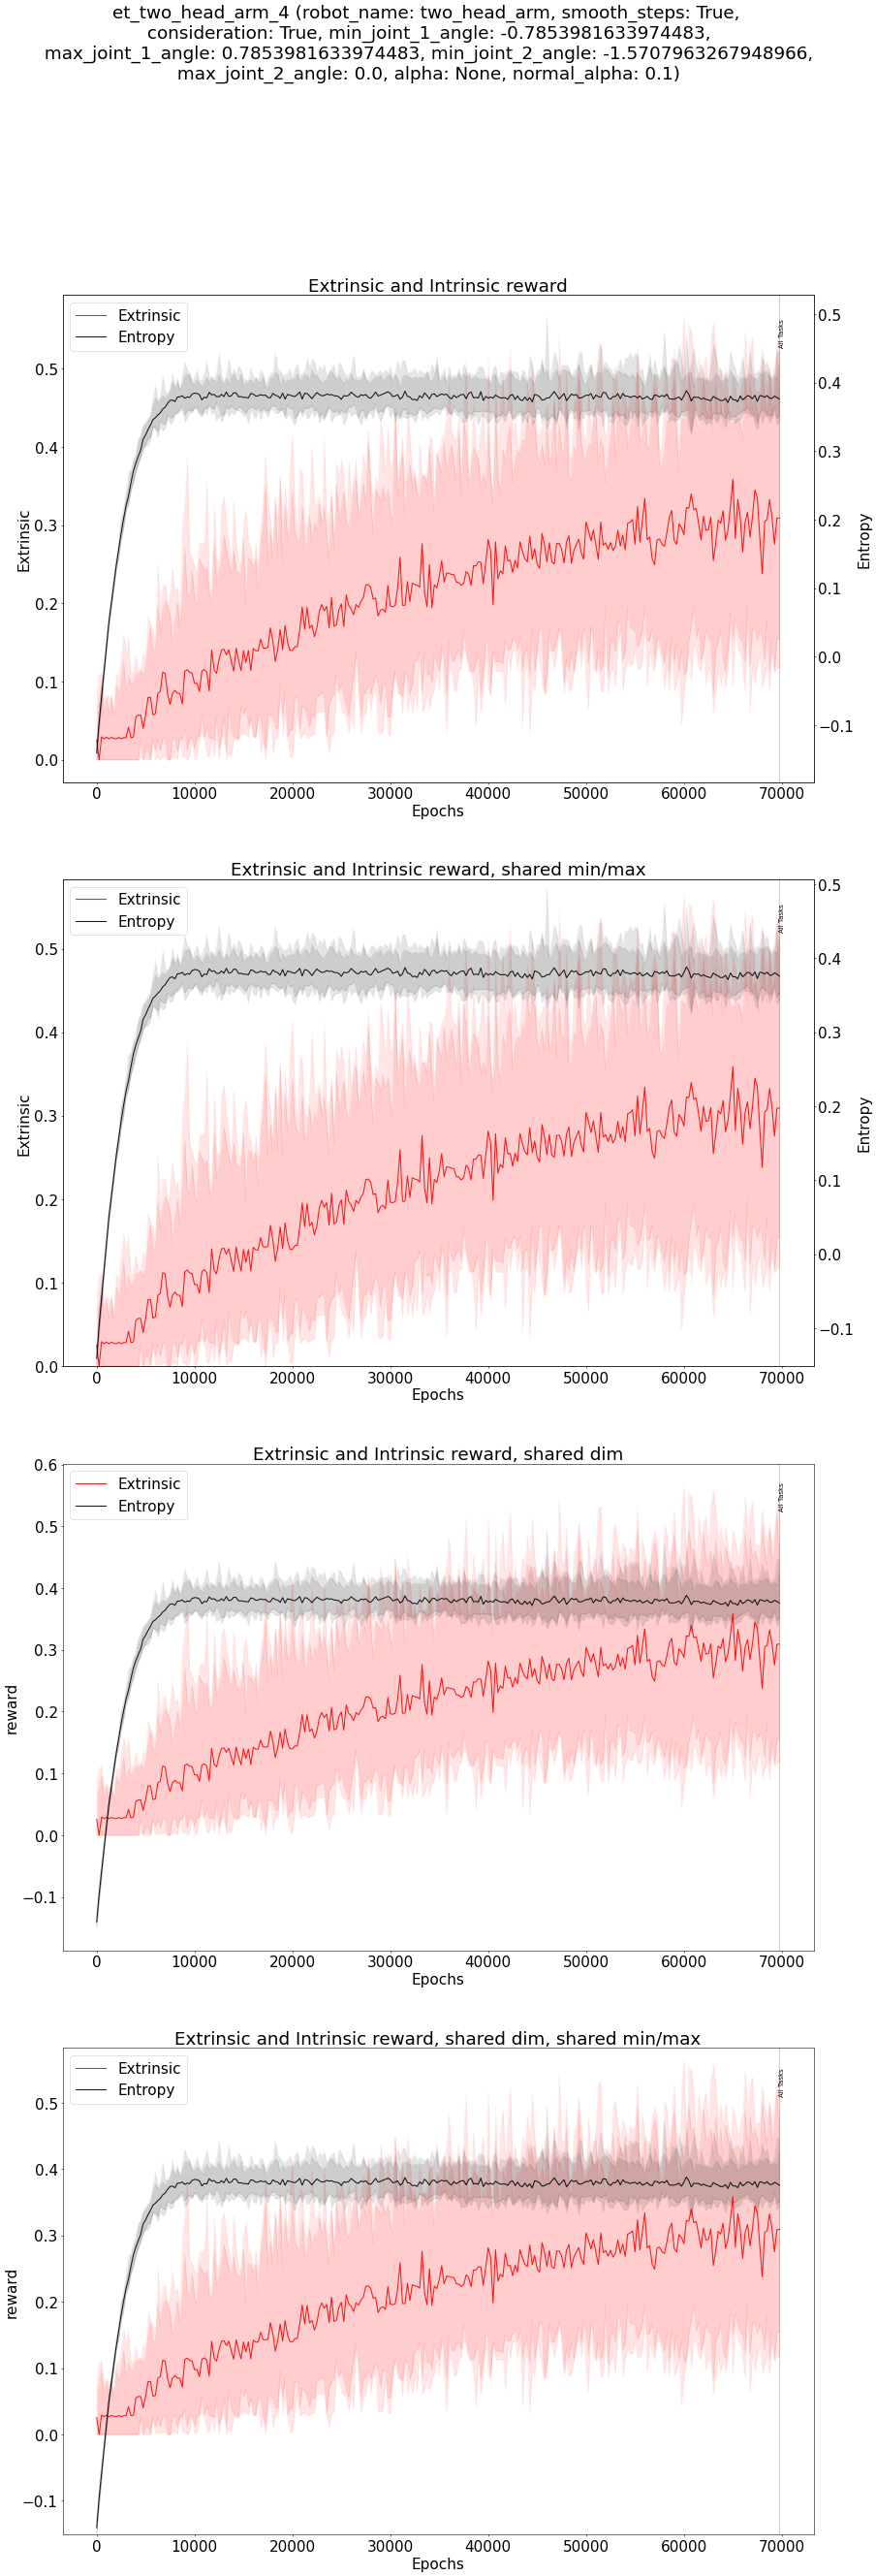 et_two_head_arm_4 (robot_name: two_head_arm, smooth_steps: True,
consideration: True, min_joint_1_angle: -0.7853981633974483,
max_joint_1_angle: 0.7853981633974483, min_joint_2_angle: -1.5707963267948966,
max_joint_2_angle: 0.0, alpha: None, normal_alpha: 0.1)
Extrinsic and Intrinsic reward
Extrinsic
Entropy
All Tasks
0.5
0.4
0.3
0.2
0.1
0.0
Extrinsic
0.5
0.4
0.3
0.2
0.1
0.0
−0.1
Entropy
0 10000 20000 30000 40000 50000 60000 70000
Epochs
Extrinsic and Intrinsic reward, shared min/max
Extrinsic
Entropy
All Tasks
0.5
0.4
0.3
0.2
0.1
0.0
Extrinsic
0.5
0.4
0.3
0.2
0.1
0.0
−0.1
Entropy
0 10000 20000 30000 40000 50000 60000 70000
Epochs
Extrinsic and Intrinsic reward, shared dim
Extrinsic
Entropy
All Tasks
0.6
0.5
0.4
0.3
0.2
0.1
0.0
−0.1
reward
0 10000 20000 30000 40000 50000 60000 70000
Epochs
Extrinsic and Intrinsic reward, shared dim, shared min/max
Extrinsic
Entropy
All Tasks
0.5
0.4
0.3
0.2
0.1
0.0
−0.1
reward
0 10000 20000 30000 40000 50000 60000 70000
Epochs